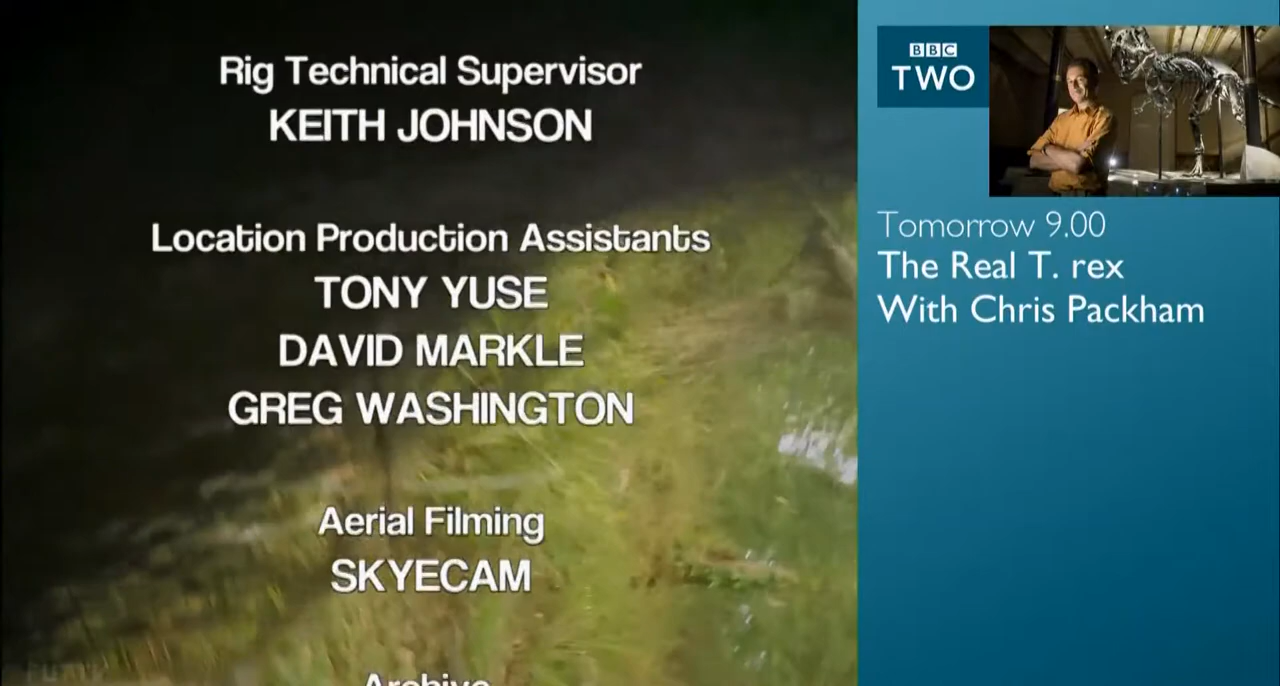 Rig Technical Supervisor
KEITH JOHNSON
Location Production Assistants
TONY YUSE
DAVID MARKLE
GREG WASHINGTON
Aerial Filming
SKYECAM
Archive
BBC
TWO
Tomorrow 9.00
The Real T. rex
With Chris Packham